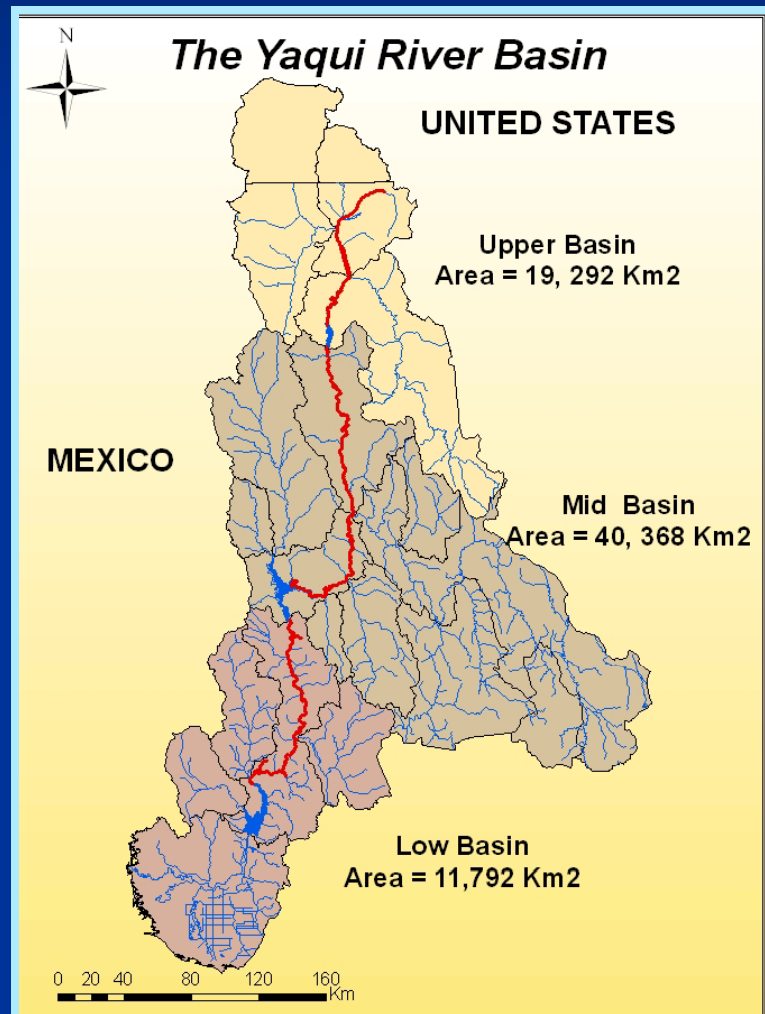 N
The Yaqui River Basin
UNITED STATES
Upper Basin
Area = 19, 292 Km2
MEXICO
Mid  Basin
Area = 40, 368 Km2
Low Basin
Area = 11,792 Km2
0 20 40 80 120 160
Km